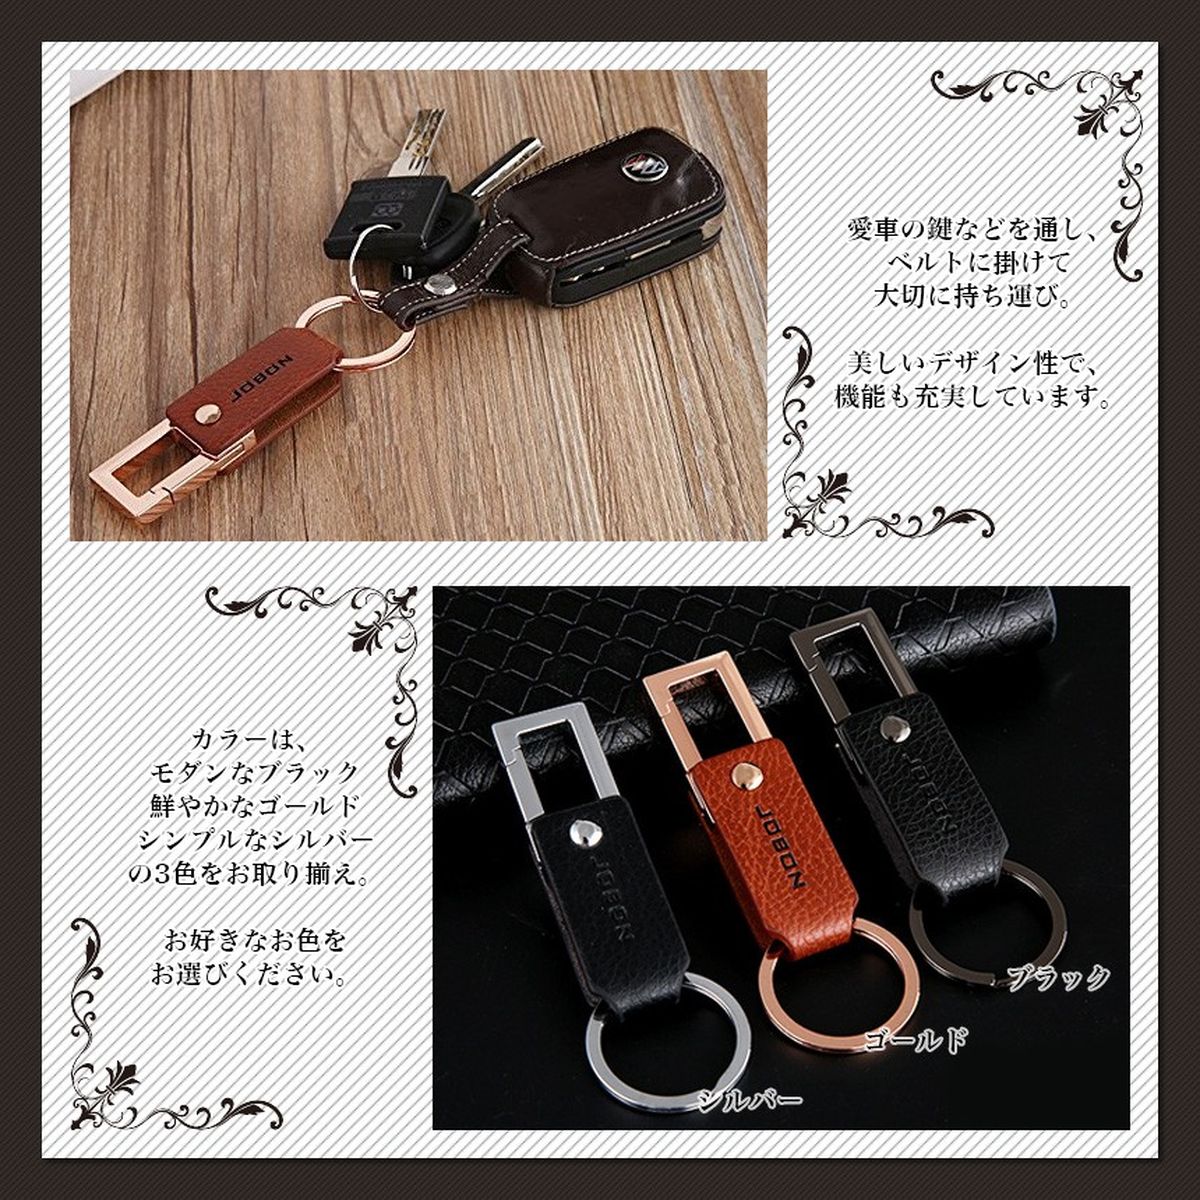 愛車の鍵などを通し、
ベルトに掛けて
大切に持ち運び。
美しいデザイン性で、
機能も充実しています。
JOBON
カラーは、
モダンなブラック
鮮やかなゴールド
シンプルなシルバー
の3色をお取り揃え。
お好きなお色を
お選びください。
JOBON
JOBON
JOBON
ブラック
ゴールド
シルバー